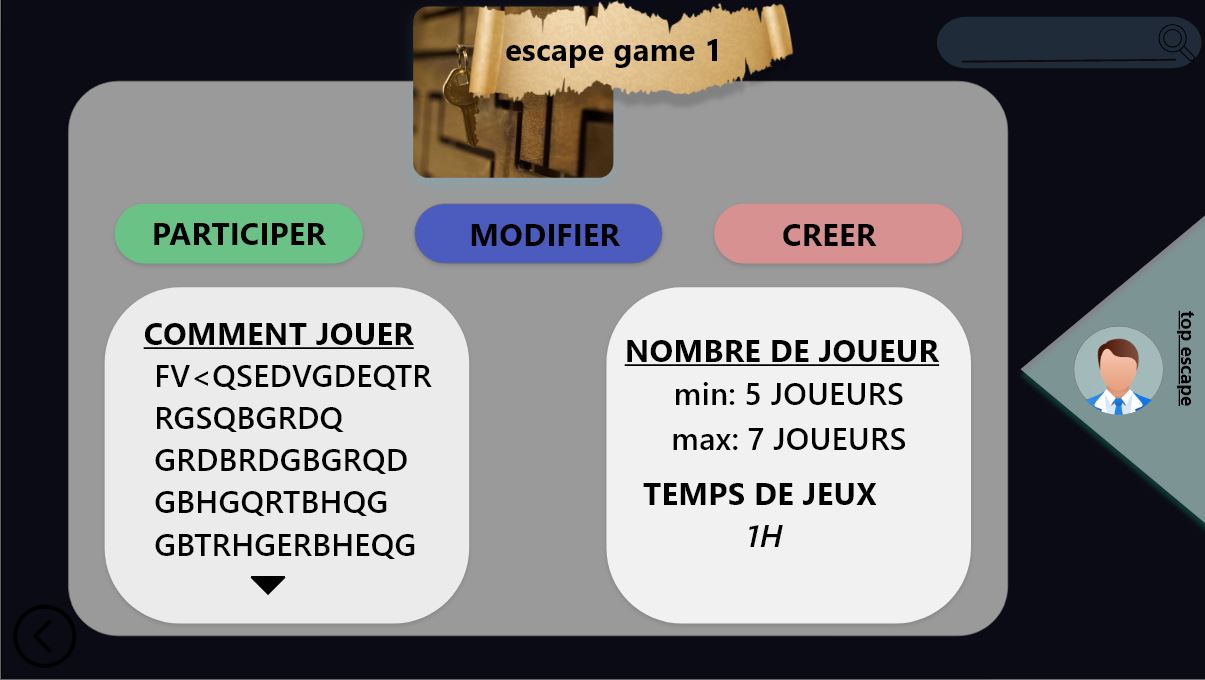 escape game 1
PARTICIPER
MODIFIER
CREER
COMMENT JOUER
FV<QSEDVGDEQTR
RGSQBGRDQ
GRDBRDGBGRQD
GBHGQRTBHQG
GBTRHGERBHEQG
NOMBRE DE JOUEUR
min: 5 JOUEURS
max: 7 JOUEURS
TEMPS DE JEUX
1H
top escape